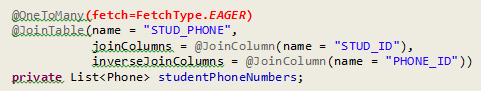 @OneToMany(fetch=FetchType.EAGER)
@JoinTable(name = "STUD_PHONE",
joinColumns = @JoinColumn(name = "STUD_ID"),
inverseJoinColumns = @JoinColumn(name = "PHONE_ID"))
private List<Phone> studentPhoneNumbers;